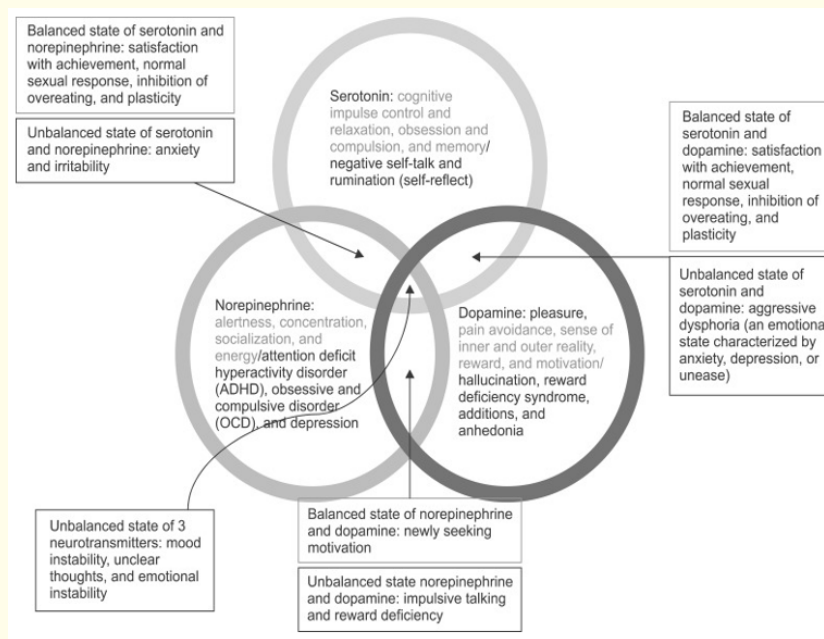 Balanced state of serotonin and
norepinephrine: satisfaction
with achievement, normal
sexual response, inhibition of
overeating, and plasticity
Unbalanced state of serotonin
and norepinephrine: anxiety
and irritability
Serotonin: cognitive
impulse control and
relaxation, obsession and
compulsion, and memory/
negative self-talk and
rumination (self-reflect)
Balanced state of
serotonin and
dopamine: satisfaction
with achievement,
normal sexual
response, inhibition of
overeating, and
plasticity
Unbalanced state of
serotonin and
dopamine: aggressive
dysphoria (an emotional
state characterized by
anxiety, depression, or
unease)
Norepinephrine:
alertness, concentration,
socialization, and
energy/attention deficit
hyperactivity disorder
(ADHD), obsessive and
compulsive disorder
(OCD), and depression
Dopamine: pleasure,
pain avoidance, sense of
inner and outer reality,
reward, and motivation/
hallucination, reward
deficiency syndrome,
additions, and
anhedonia
Unbalanced state of 3
neurotransmitters: mood
instability, unclear
thoughts, and emotional
instability
Balanced state of norepinephrine
and dopamine: newly seeking
motivation
Unbalanced state norepinephrine
and dopamine: impulsive talking
and reward deficiency